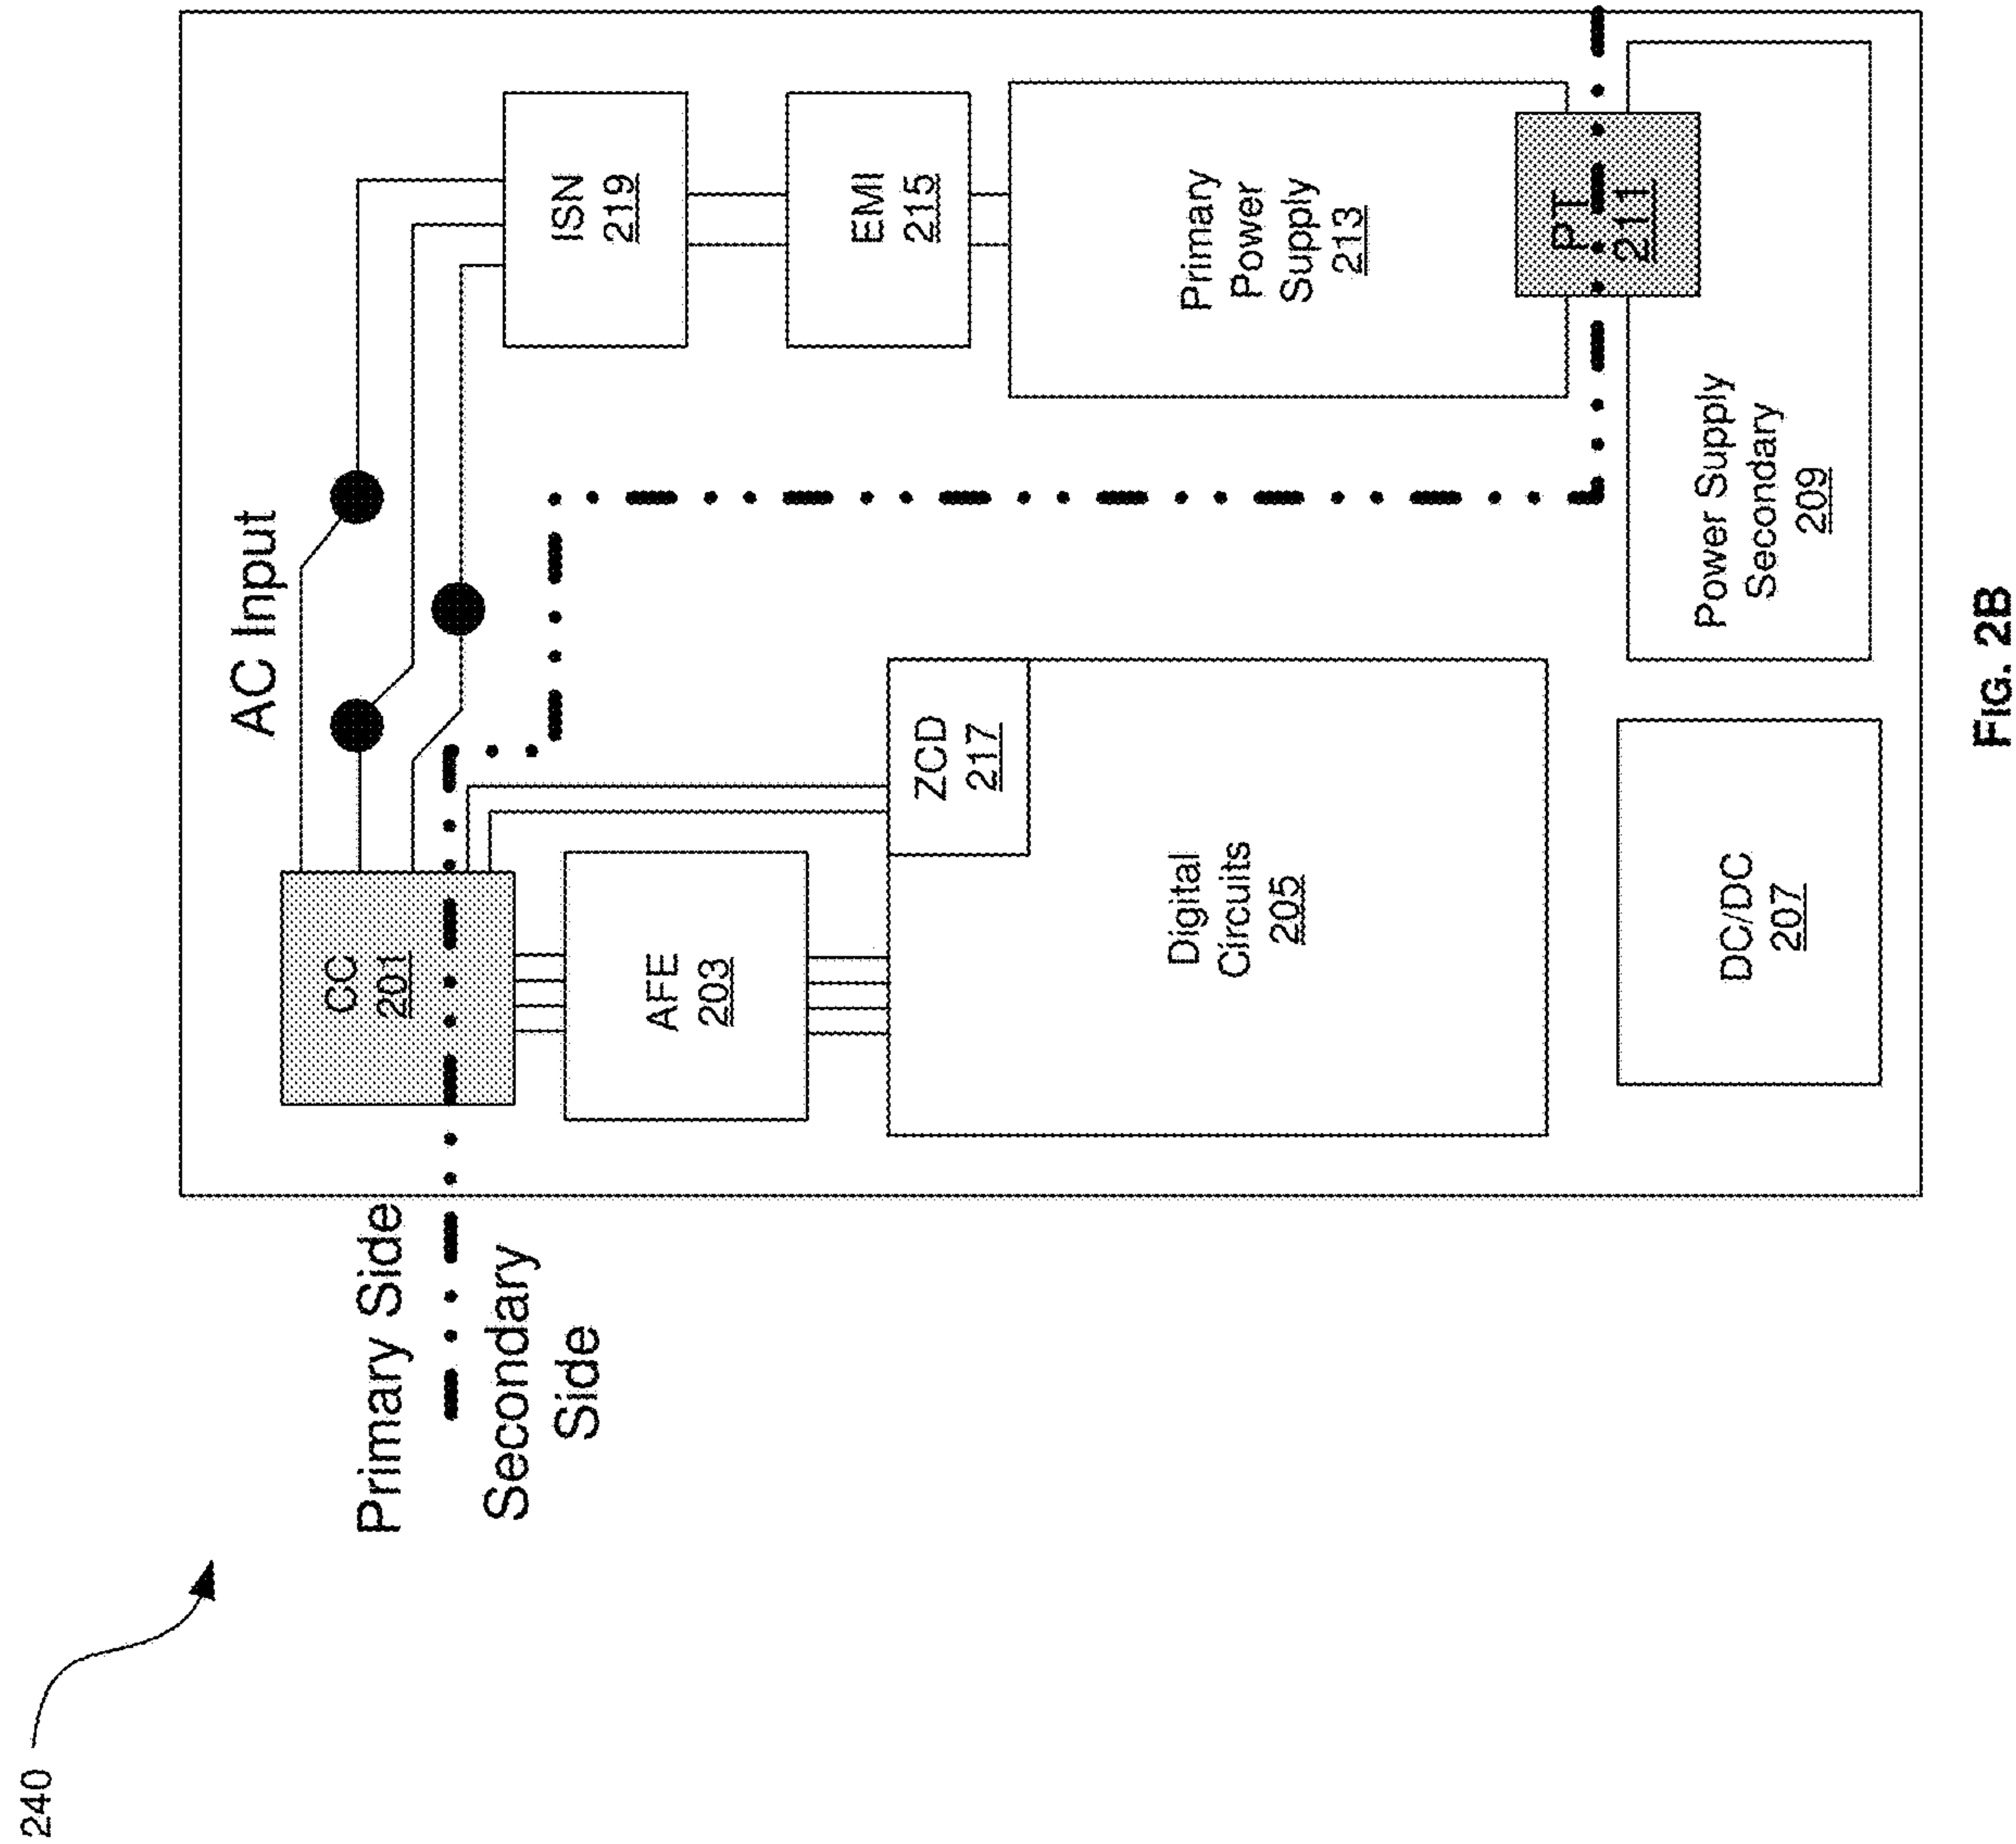 240
Primary Side
Secondary
Side
AC Input
CC
201
AFE
203
ZCD
217
Digital
Circuits
205
DC/DC
207
ISN
219
EMI
215
Primary
Power
Supply
213
PT
211
Power Supply
Secondary
209
FIG. 2B